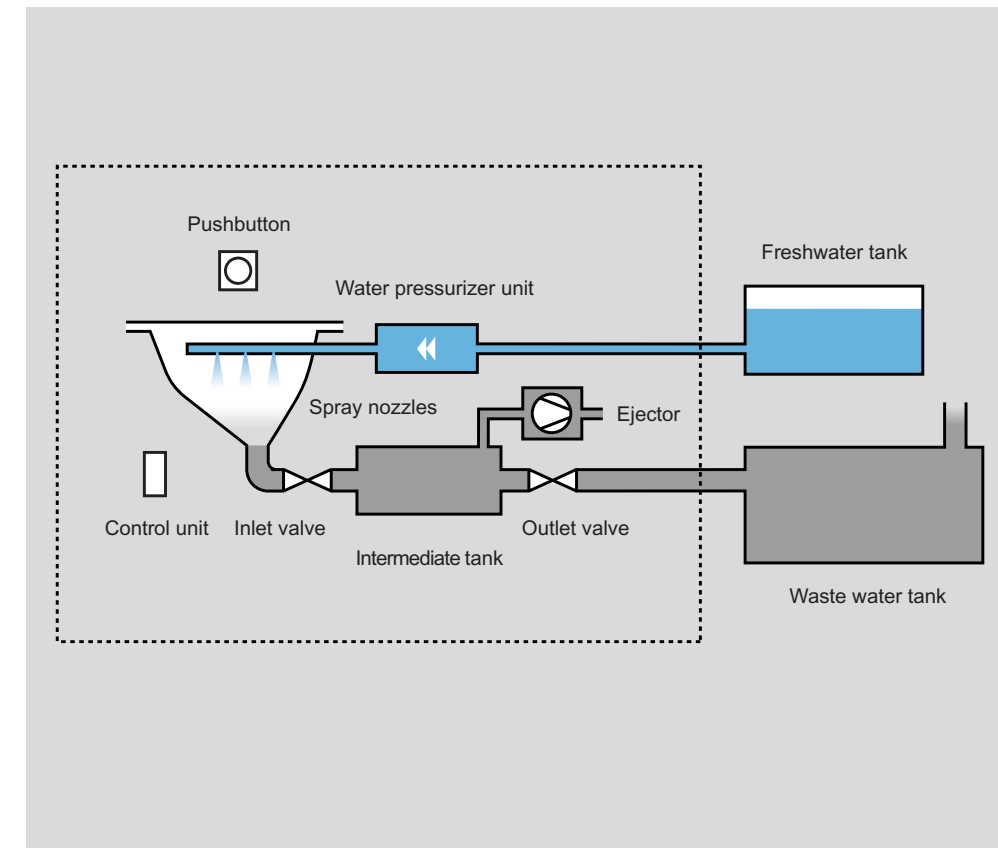 Pushbutton
Freshwater tank
Water pressurizer unit
Spray nozzles
Ejector
Control unit
Inlet valve
Outlet valve
Intermediate tank
Waste water tank